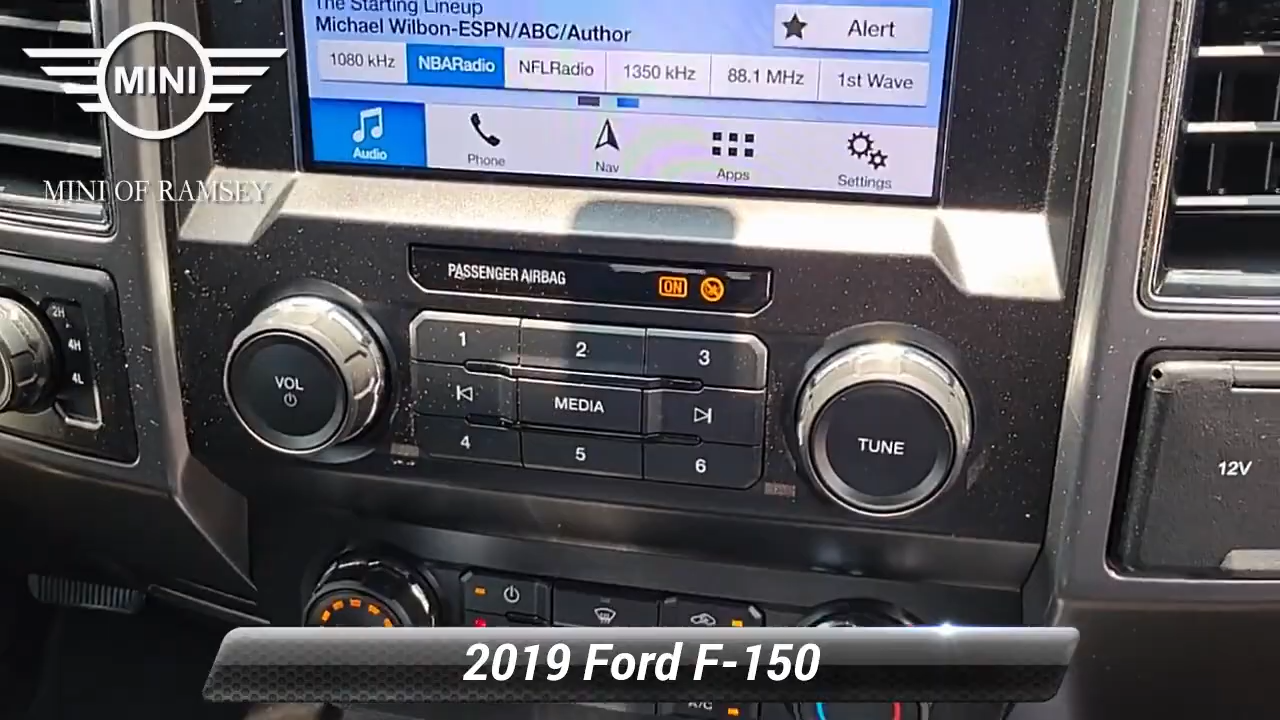 The Starting Lineup
Michael Wilbon-ESPN/ABC/Author
Alert
1080 kHz NBARadio NFLRadio 1350 kHz 88.1 MHz 1st Wave
Audio Phone Nav Apps Settings
MINI
MINI OF RAMSEY
PASSENGER AIRBAG ON
2H
4H
4L
1 2 3
VOL MEDIA TUNE
4 5 6
12V
A/C
2019 Ford F-150